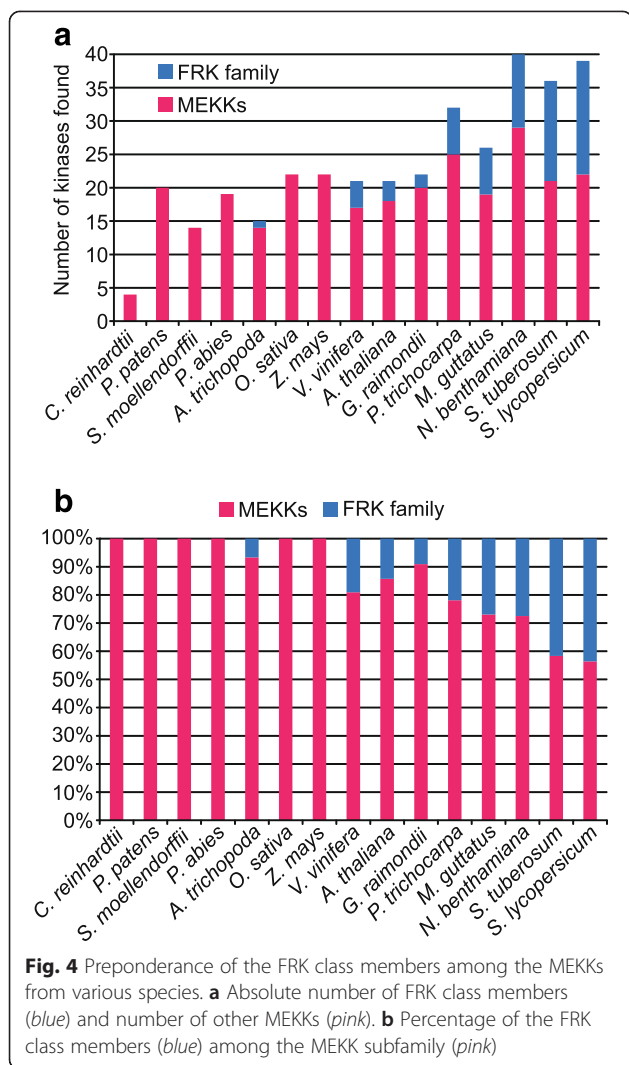 a
FRK family
MEKKs
Number of kinases found
40
35
30
25
20
15
10
5
0
C. reinhardtii
P. patens
S. moellendorffii
P. abies
A. trichopoda
O. sativa
Z. mays
V. vinifera
A. thaliana
G. raimondii
P. trichocarpa
M. guttatus
N. benthamiana
S. tuberosum
S. lycopersicum
b
MEKKs FRK family
100%
90%
80%
70%
60%
50%
40%
30%
20%
10%
0%
C. reinhardtii
P. patens
S. moellendorffii
P. abies
A. trichopoda
O. sativa
Z. mays
V. vinifera
A. thaliana
G. raimondii
P. trichocarpa
M. guttatus
N. benthamiana
S. tuberosum
S. lycopersicum
Fig. 4 Preponderance of the FRK class members among the MEKKs
from various species. a Absolute number of FRK class members
(blue) and number of other MEKKs (pink). b Percentage of the FRK
class members (blue) among the MEKK subfamily (pink)